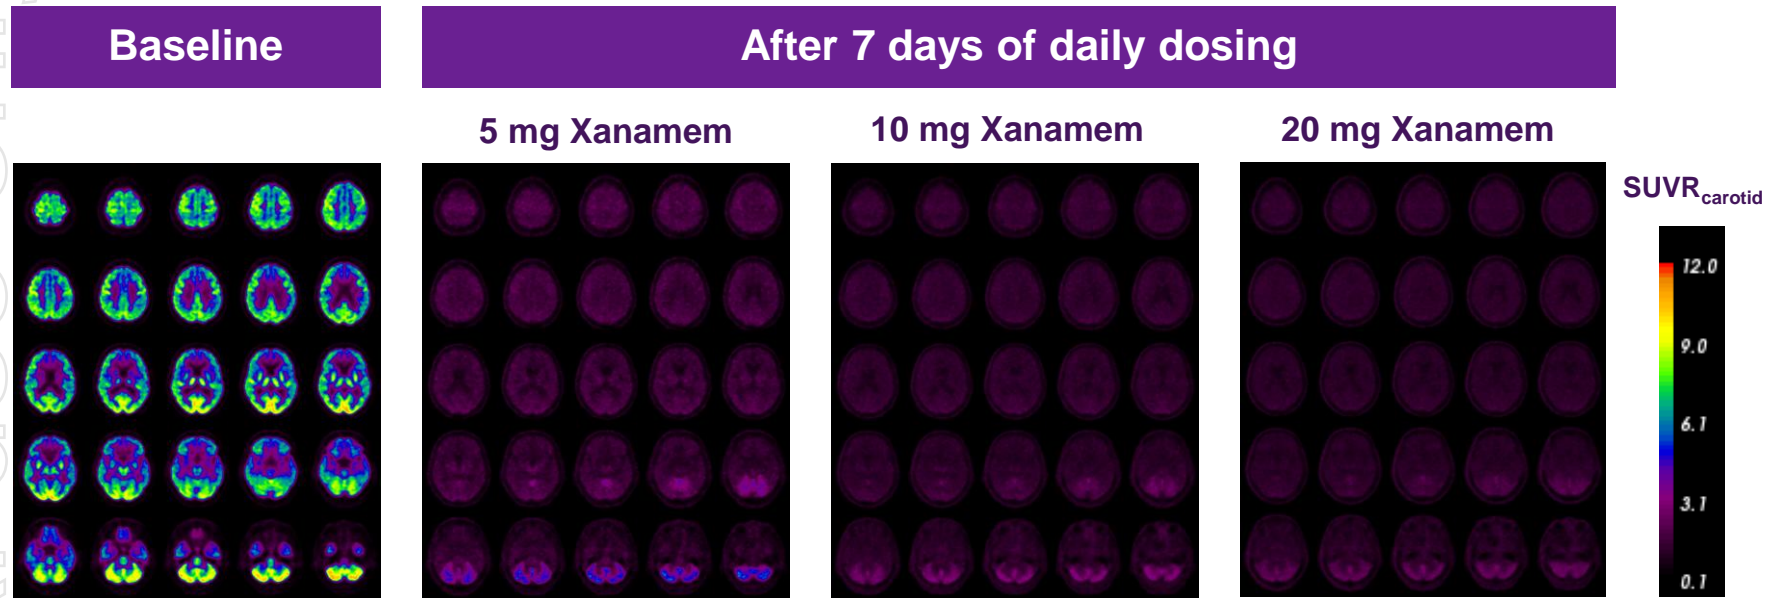 Baseline
After 7 days of daily dosing
5 mg Xanamem
10 mg Xanamem
20 mg Xanamem
SUVRcarotid
12.0
9.0
6.1
3.1
0.1